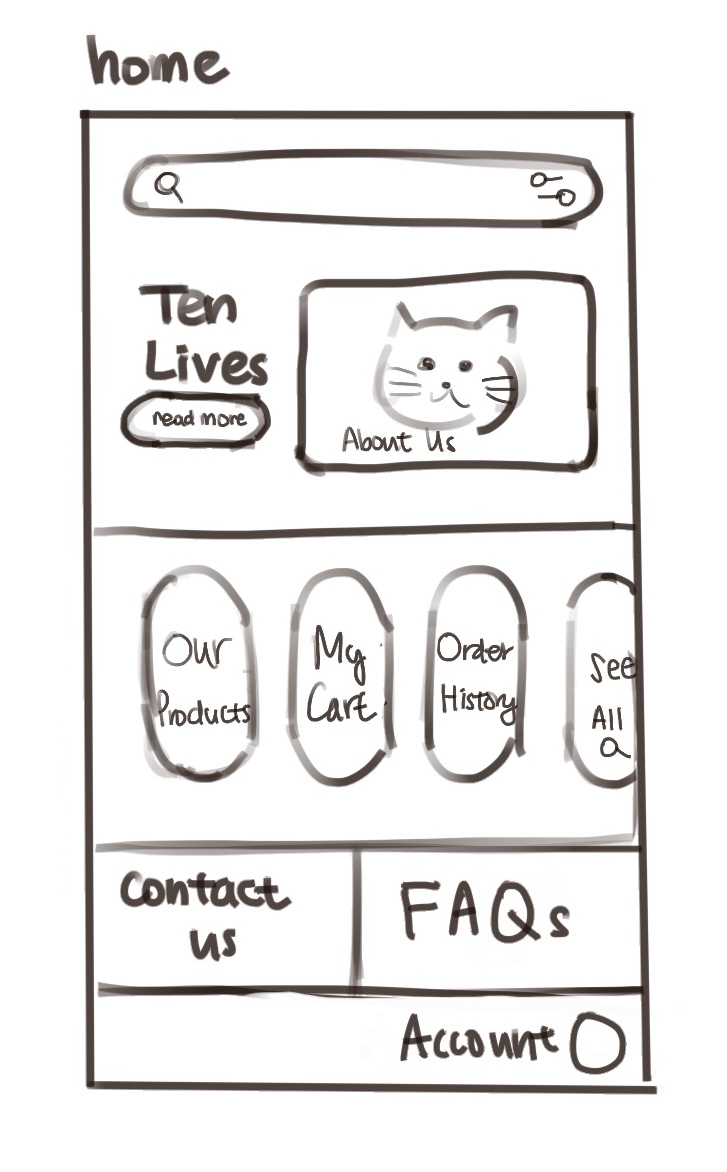 home
Ten
Lives
read more
About Us
Our
Products
My
Cart
Order
History
See
All
Contact
us
FAQs
Account